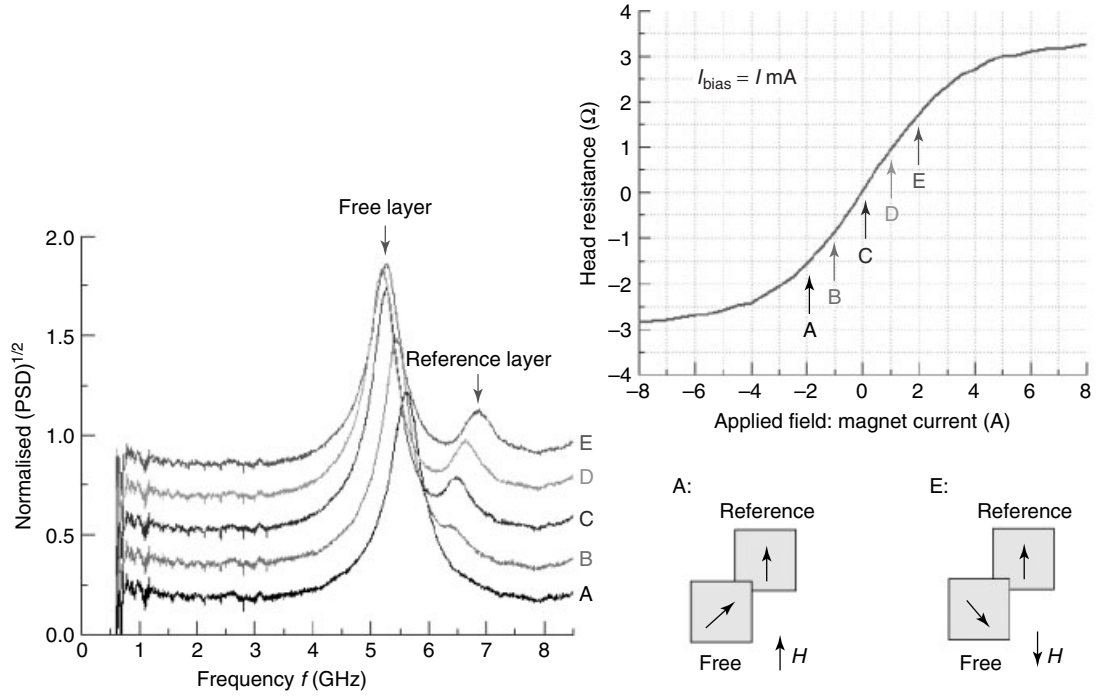 Free layer
Reference layer
Normalised (PSD)1/2
2.0
1.5
1.0
0.5
0.0
E
D
C
B
A
0 1 2 3 4 5 6 7 8
Frequency f (GHz)
Head resistance (Ω)
4
3
2
1
0
−1
−2
−3
−4
Ibias = I mA
E
D
C
B
A
−8 −6 −4 −2 0 2 4 6 8
Applied field: magnet current (A)
A:
Reference
Free
H
E:
Reference
Free
H